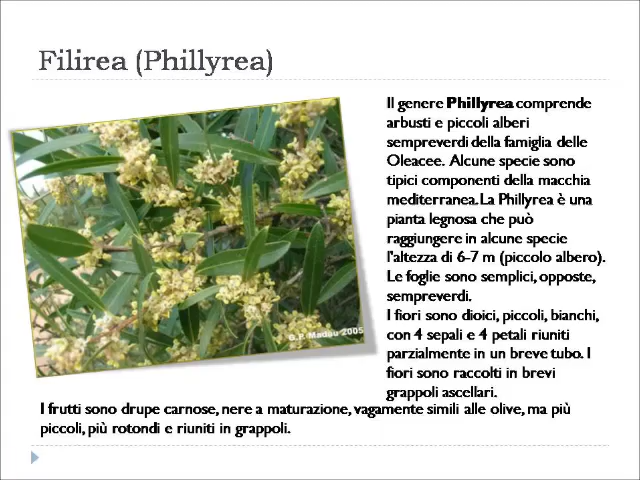 Filirea (Phillyrea)
Il genere Phillyrea comprende
arbusti e piccoli alberi
sempreverdi della famiglia delle
Oleacee. Alcune specie sono
tipici componenti della macchia
mediterranea.La Phillyrea è una
pianta legnosa che può
raggiungere in alcune specie
l'altezza di 6-7 m (piccolo albero).
Le foglie sono semplici, opposte,
sempreverdi.
I fiori sono dioici, piccoli, bianchi,
con 4 sepali e 4 petali riuniti
parzialmente in un breve tubo. I
fiori sono raccolti in brevi
grappoli ascellari.
I frutti sono drupe carnose, nere a maturazione, vagamente simili alle olive, ma più
piccoli, più rotondi e riuniti in grappoli.
G.P. Madau 2005